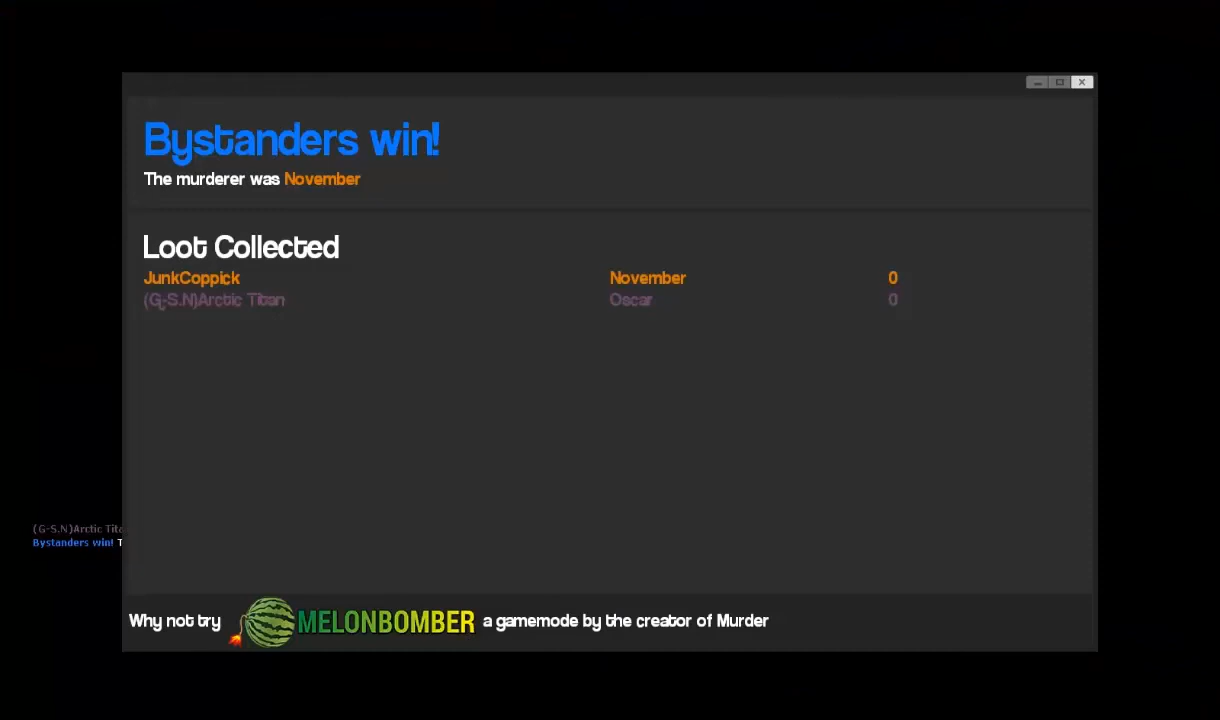 Bystanders win!
The murderer was November
Loot Collected
JunkCoppick November 0
(G-S.N)Arctic Titan Oscar 0
(G-S.N)Arctic Tita
Bystanders win! T
Why not try MELONBOMBER a gamemode by the creator of Murder